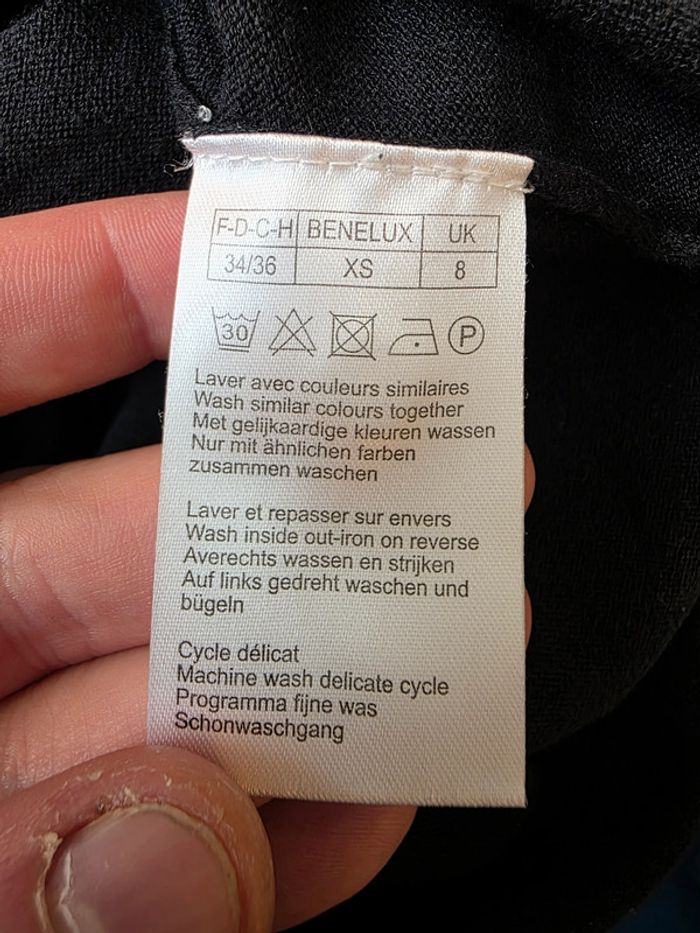 F-D-C-H BENELUX UK
34/36 XS 8
30 P
Laver avec couleurs similaires
Wash similar colours together
Met gelijkaardige kleuren wassen
Nur mit ähnlichen farben
zusammen waschen
Laver et repasser sur envers
Wash inside out-iron on reverse
Averechts wassen en strijken
Auf links gedreht waschen und
bügeln
Cycle délicat
Machine wash delicate cycle
Programma fijne was
Schonwaschgang